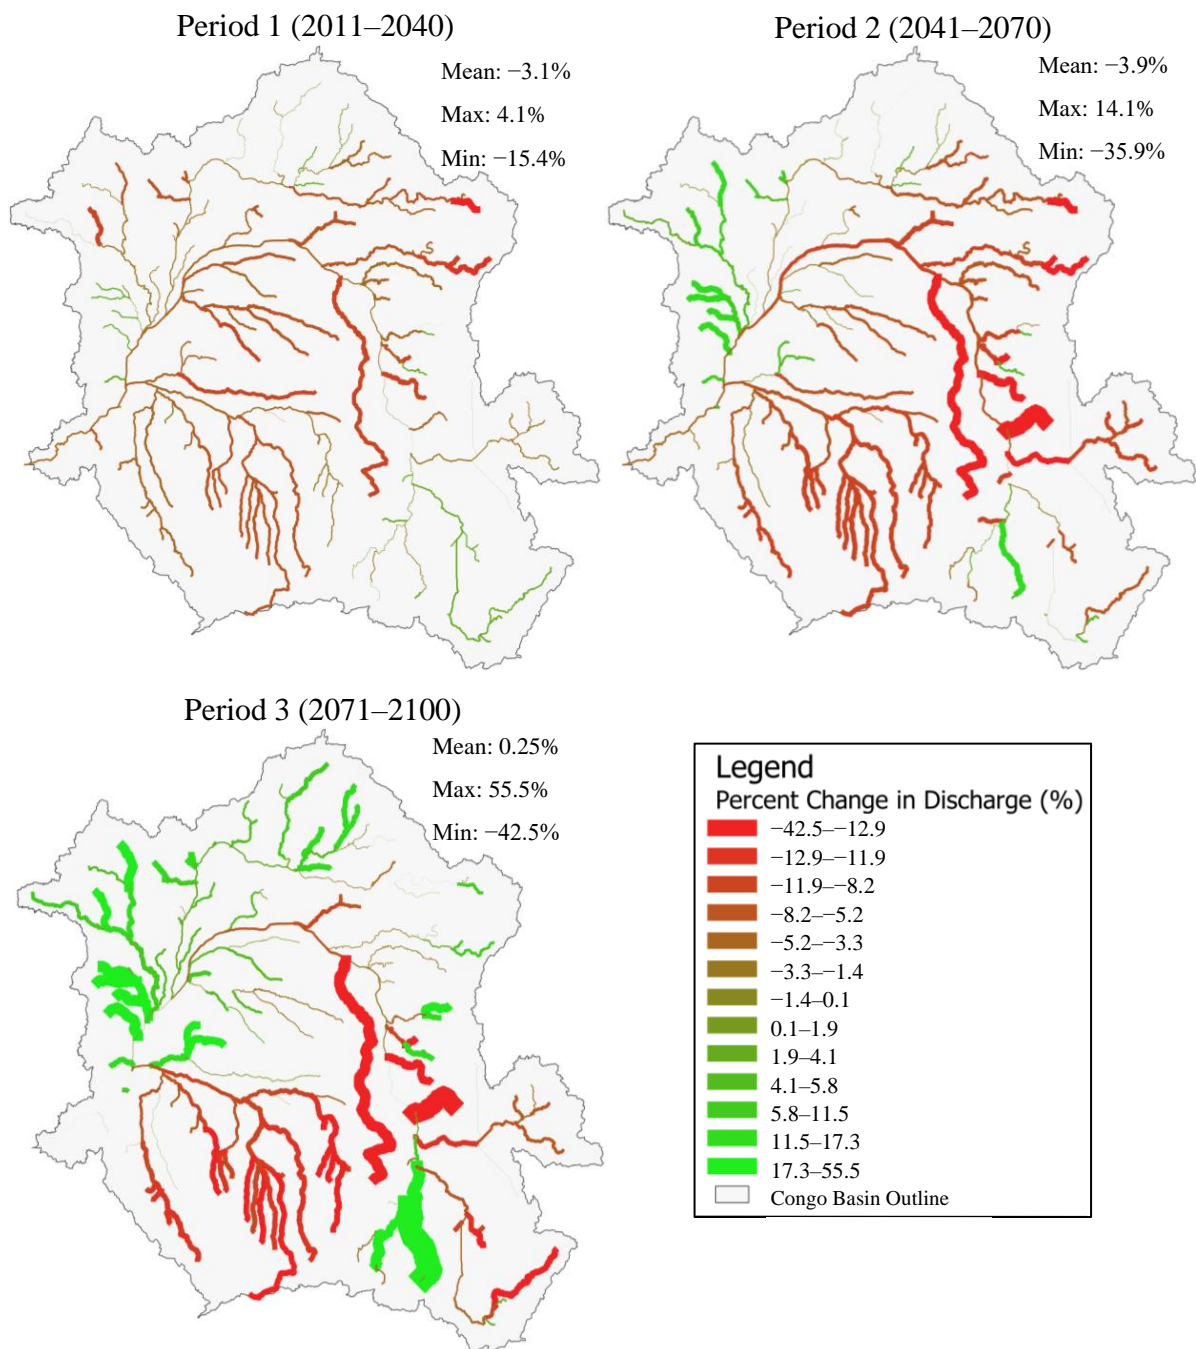 Period 1 (2011–2040)
Mean: −3.1%
Max: 4.1%
Min: −15.4%
Period 2 (2041–2070)
Mean: −3.9%
Max: 14.1%
Min: −35.9%
Period 3 (2071–2100)
Mean: 0.25%
Max: 55.5%
Min: −42.5%
Legend
Percent Change in Discharge (%)
−42.5–−12.9
−12.9–−11.9
−11.9–−8.2
−8.2–−5.2
−5.2–−3.3
−3.3–−1.4
−1.4–0.1
0.1–1.9
1.9–4.1
4.1–5.8
5.8–11.5
11.5–17.3
17.3–55.5
Congo Basin Outline